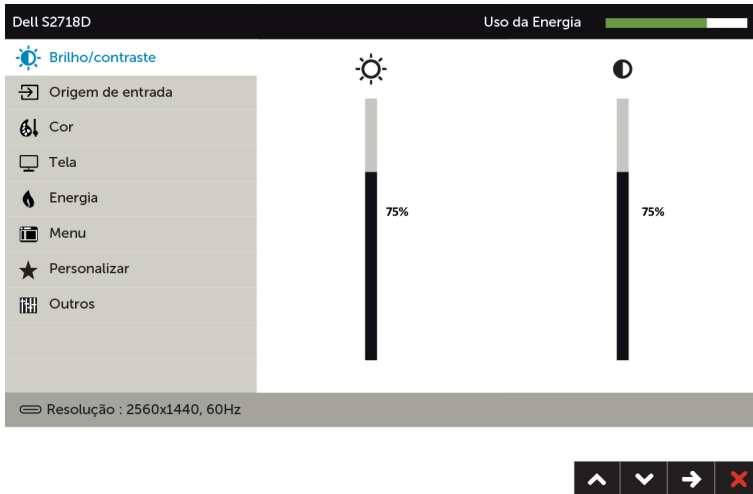 Dell S2718D
Uso da Energia
Brilho/contraste
Origem de entrada
Cor
Tela
Energia
Menu
Personalizar
Outros
75%
75%
Resolução : 2560x1440, 60Hz